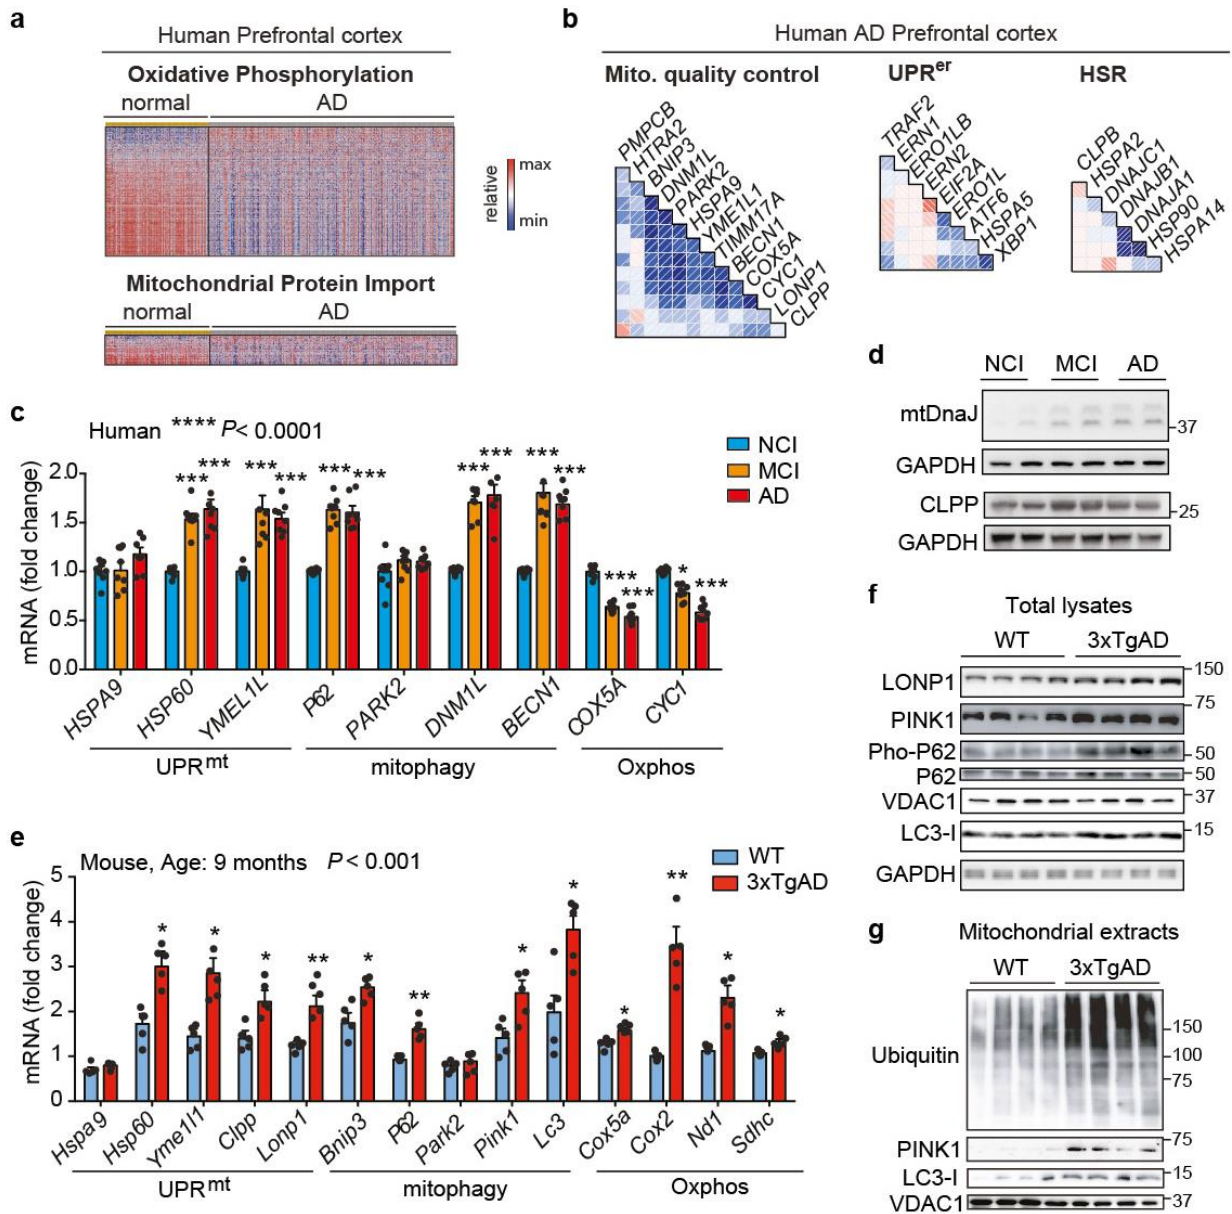 a
Human Prefrontal cortex
Oxidative Phosphorylation
normal AD
relative
max
min
Mitochondrial Protein Import
normal AD
b
Human AD Prefrontal cortex
Mito. quality control
PMPCB
HTRA2
BNIP3
DNM1L
PARK2
HSPA9
YME1L1
TIMM17A
BECN1
COX5A
CYC1
LONP1
CLPP
UPRer
TRAF2
ERN1
ERO1LB
ERN2
EIF2A
ERO1L
ATF6
HSPA5
XBP1
HSR
CLPB
HSPA2
DNAJC1
DNAJB1
DNAJA1
HSP90
HSPA14
c
Human **** P< 0.0001
NCI
MCI
AD
mRNA (fold change)
2.0
1.5
1.0
0.5
0.0
*** *** *** *** *** *** *** *** *** *** *** *** * ***
HSPA9 HSP60 YMEL1L P62 PARK2 DNM1L BECN1 COX5A CYC1
UPRmt mitophagy Oxphos
d
NCI MCI AD
mtDnaJ 37
GAPDH
CLPP 25
GAPDH
e
Mouse, Age: 9 months P< 0.001
WT
3xTgAD
mRNA (fold change)
5
4
3
2
1
0
* * * ** * ** * * * ** * *
Hspa9 Hsp60 Yme1l1 Clpp Lonp1 Bnip3 P62 Park2 Pink1 Lc3 Cox5a Cox2 Nd1 Sdhc
UPRmt mitophagy Oxphos
f
Total lysates
WT 3xTgAD
LONP1 150
PINK1 75
Pho-P62 50
P62 50
VDAC1 37
LC3-I 15
GAPDH
g
Mitochondrial extracts
WT 3xTgAD
Ubiquitin
150
100
75
PINK1 75
LC3-I 15
VDAC1 37